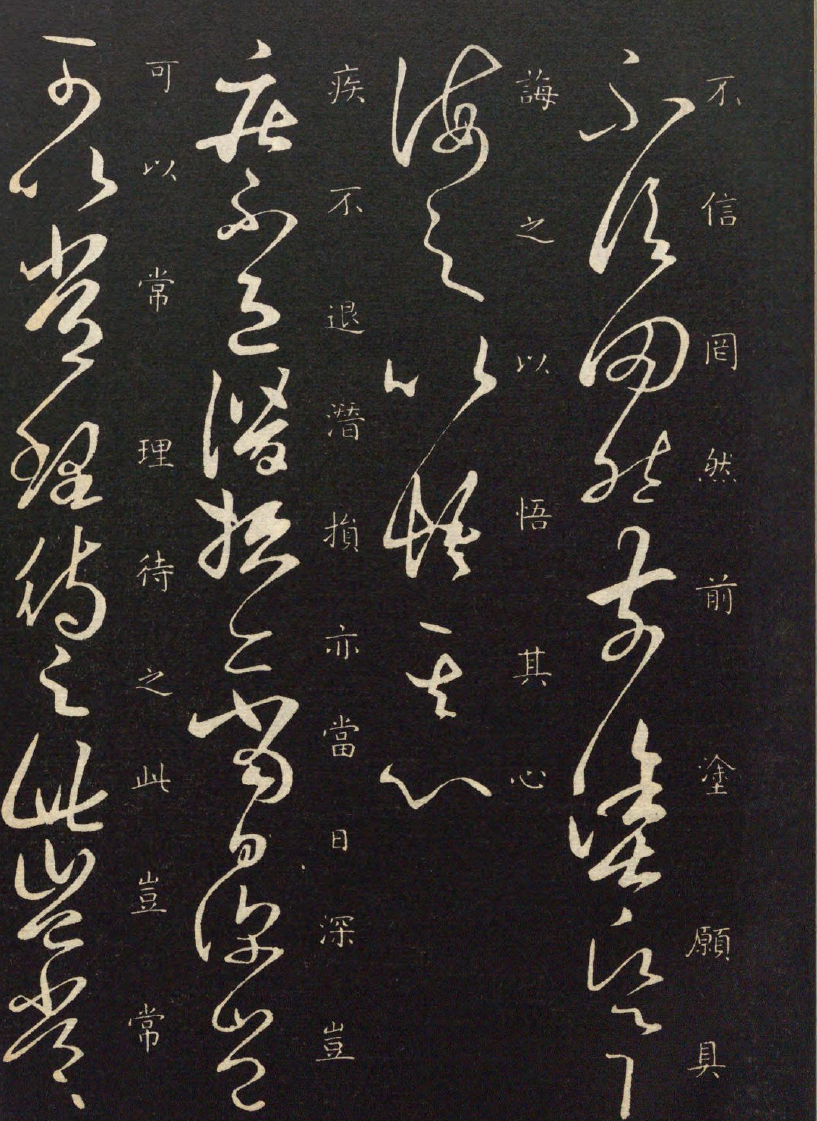 不信罔然前塗願具
誨之以悟其心
疾不退潛損亦當日深豈
可以常理待之此豈常